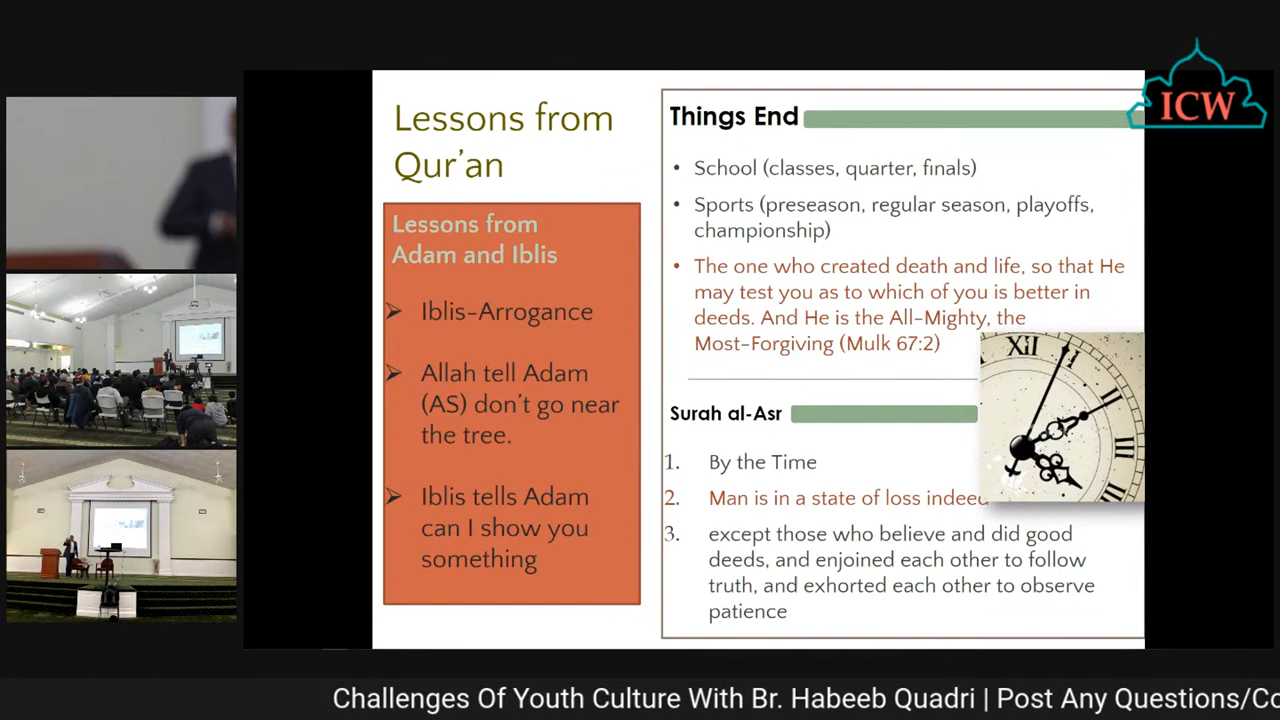 ICW
Lessons from
Qur'an
Lessons from
Adam and Iblis
➢ Iblis-Arrogance
➢ Allah tell Adam
(AS) don't go near
the tree.
➢ Iblis tells Adam
can I show you
something
Things End
• School (classes, quarter, finals)
• Sports (preseason, regular season, playoffs,
championship)
• The one who created death and life, so that He
may test you as to which of you is better in
deeds. And He is the All-Mighty, the
Most-Forgiving (Mulk 67:2)
XII
I
II
III
IIII
Surah al-Asr
1. By the Time
2. Man is in a state of loss indeed
3. except those who believe and did good
deeds, and enjoined each other to follow
truth, and exhorted each other to observe
patience
Challenges Of Youth Culture With Br. Habeeb Quadri | Post Any Questions/Co